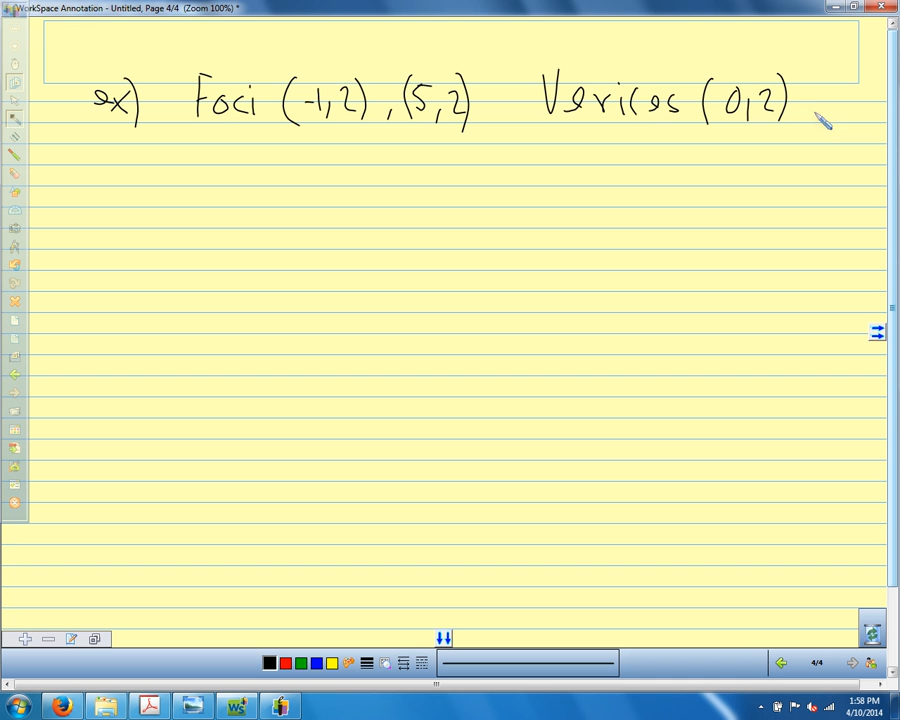 WorkSpace Annotation - Untitled, Page 4/4 (Zoom 100%) *
ex) Foci (-1,2) , (5,2) Verices (0,2)
4/4
1:58 PM
4/10/2014